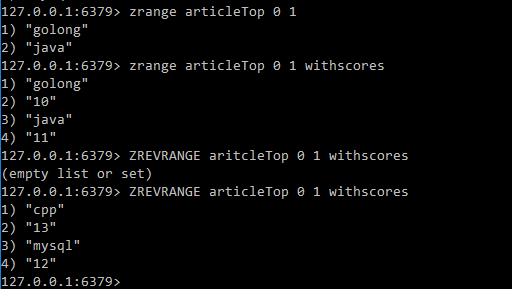 127.0.0.1:6379> zrange articleTop 0 1
1) "golong"
2) "java"
127.0.0.1:6379> zrange articleTop 0 1 withscores
1) "golong"
2) "10"
3) "java"
4) "11"
127.0.0.1:6379> ZREVRANGE aritcleTop 0 1 withscores
(empty list or set)
127.0.0.1:6379> ZREVRANGE articleTop 0 1 withscores
1) "cpp"
2) "13"
3) "mysql"
4) "12"
127.0.0.1:6379>